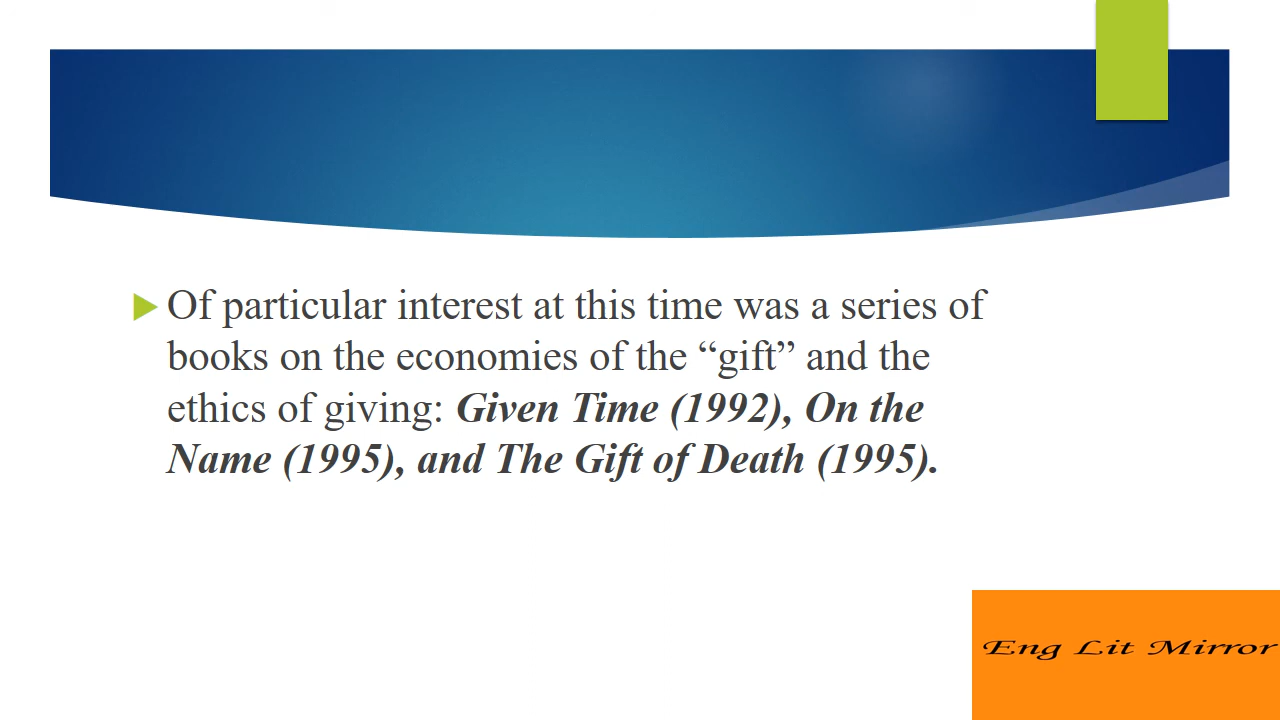 Of particular interest at this time was a series of
books on the economies of the “gift” and the
ethics of giving: Given Time (1992), On the
Name (1995), and The Gift of Death (1995).
Eng Lit Mirror